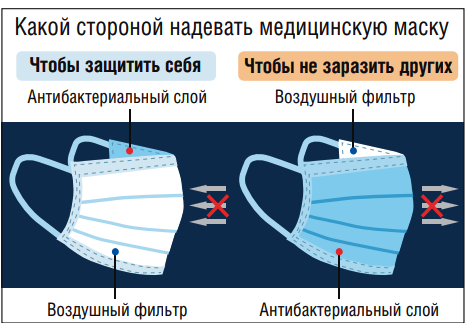 Какой стороной надевать медицинскую маску
Чтобы защитить себя
Чтобы не заразить других
Антибактериальный слой
Воздушный фильтр
Воздушный фильтр
Антибактериальный слой